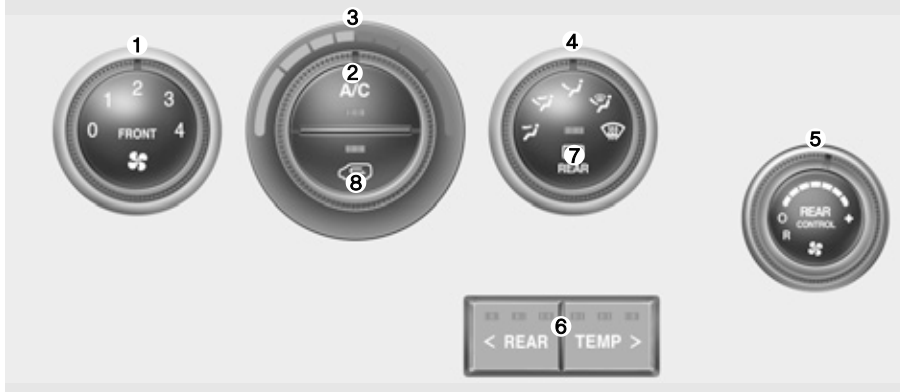 1
0 1 2 3 4
FRONT
3
2
A/C
8
4
7
REAR
5
O
REAR
CONTROL
+
R
6
< REAR TEMP >